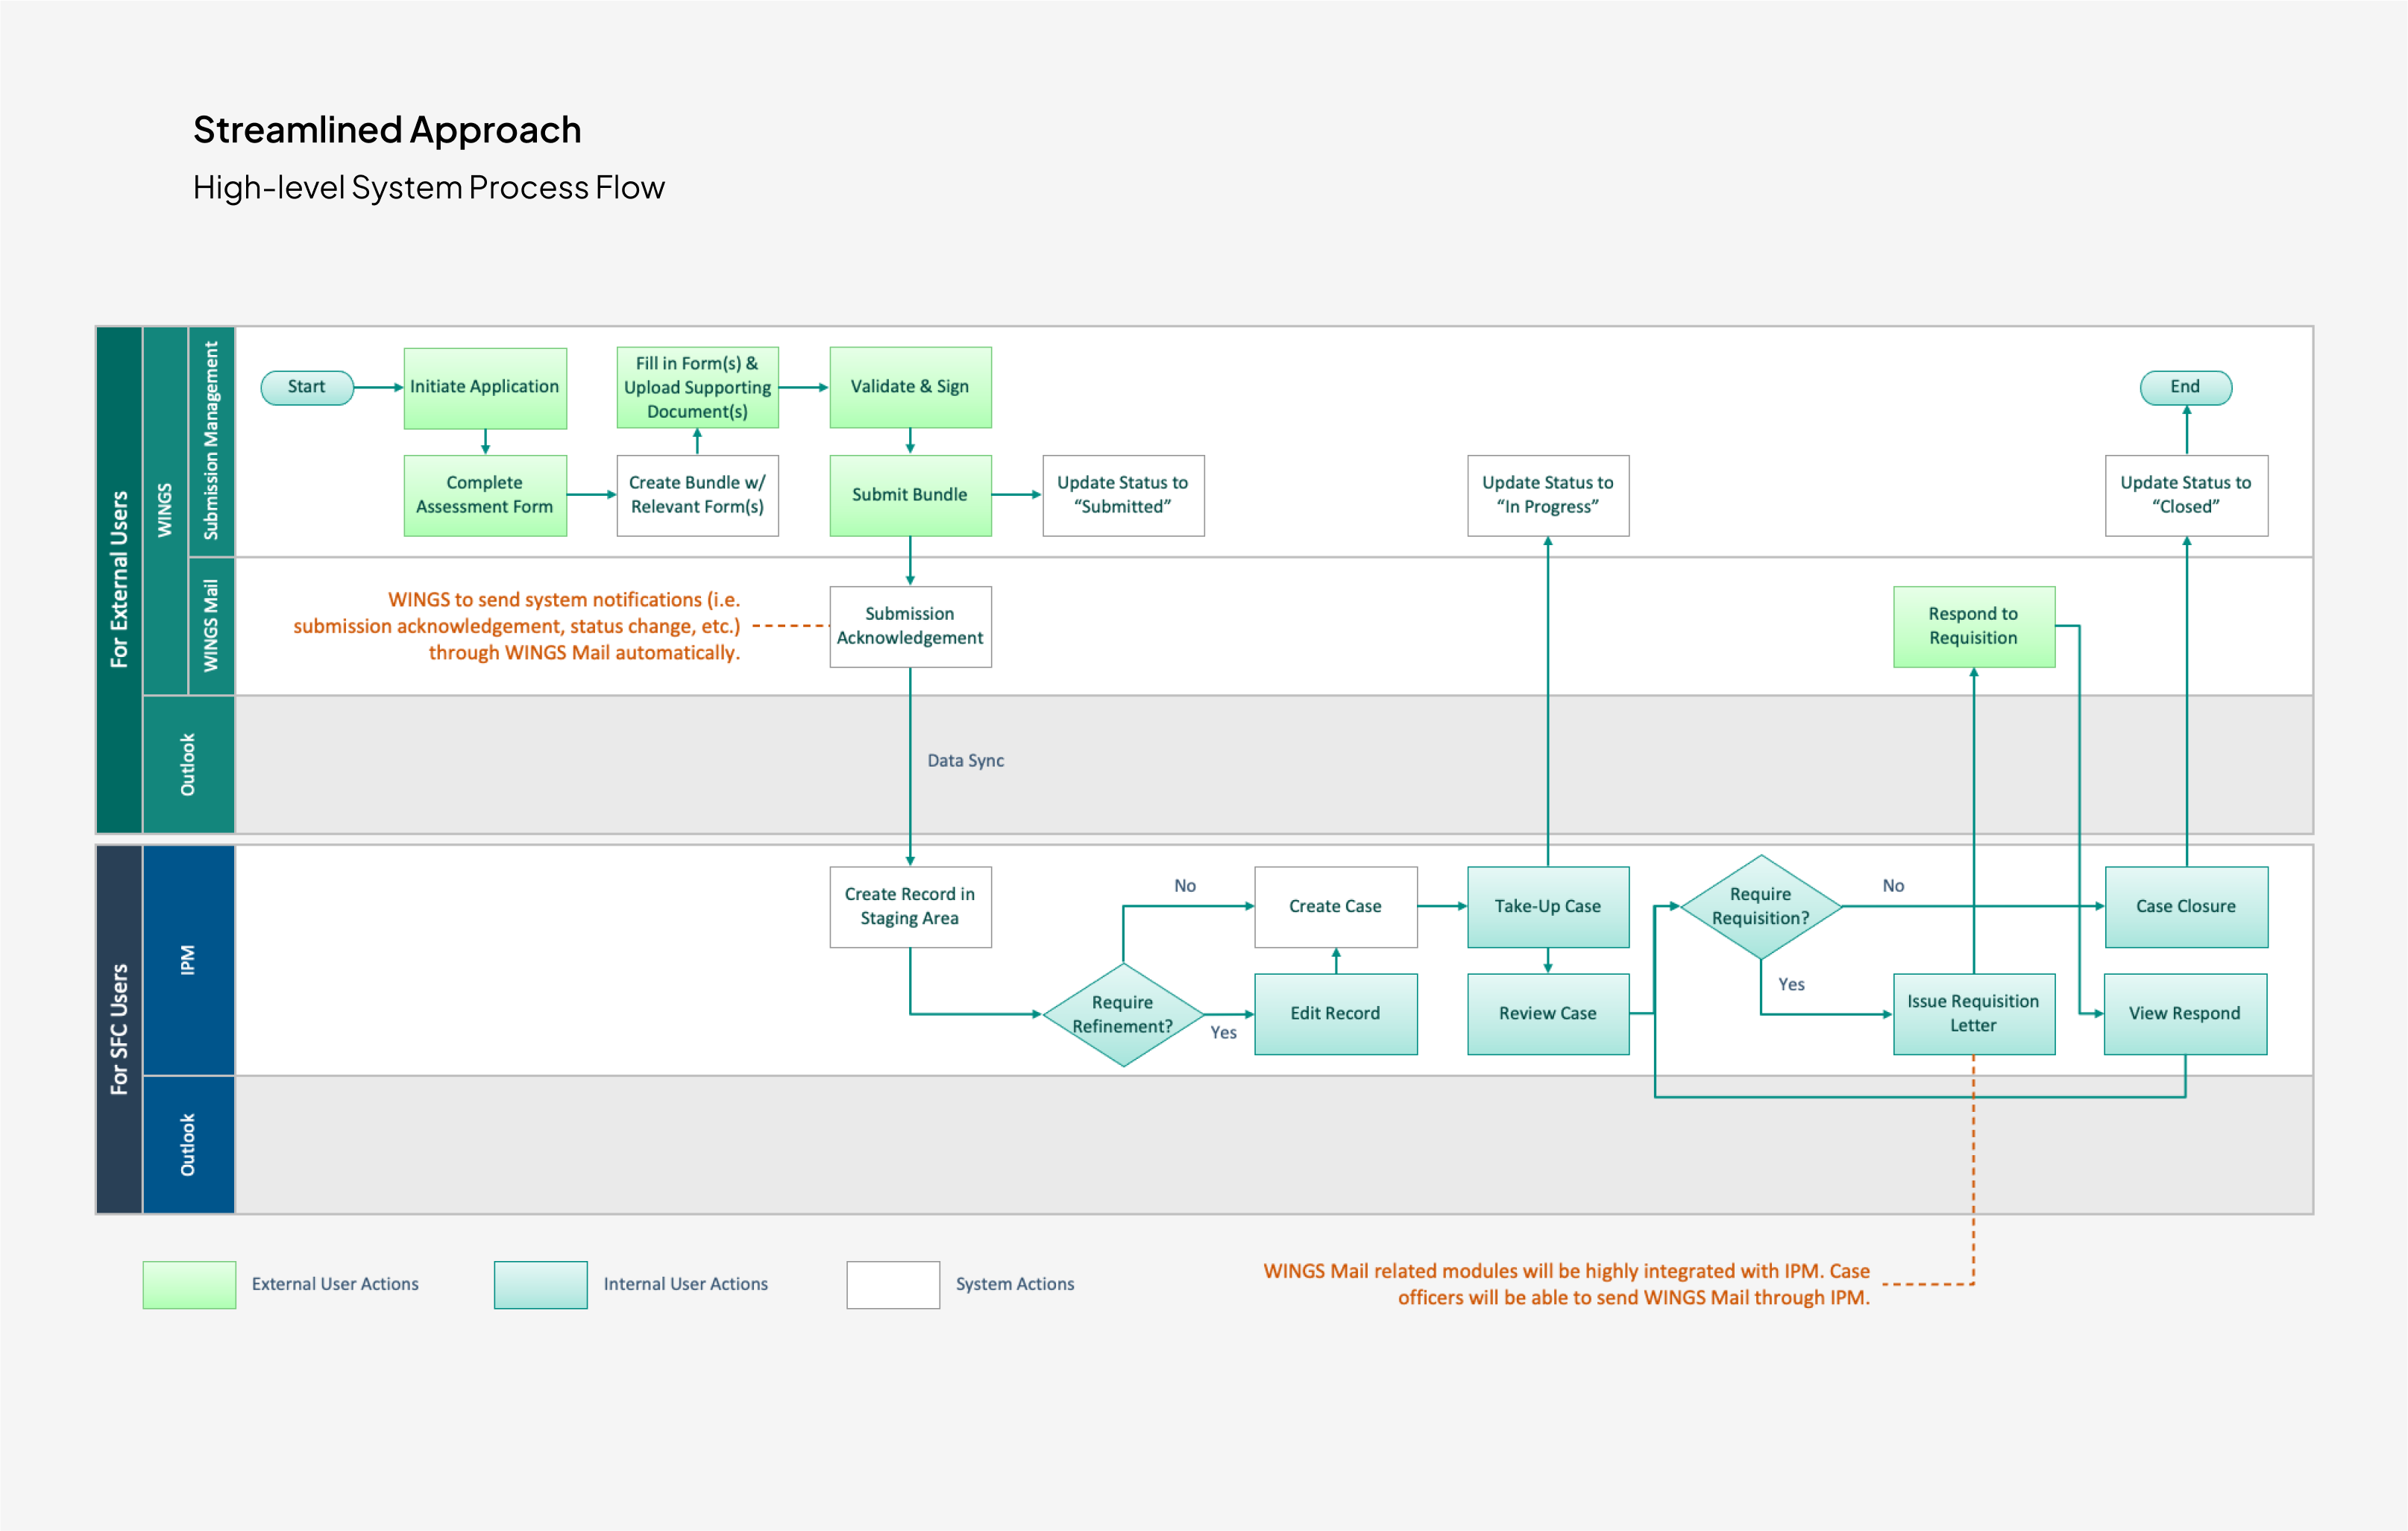 Streamlined Approach
High-level System Process Flow
For External Users
WINGS
Submission Management
Start
Initiate Application
Fill in Form(s) &
Upload Supporting
Document(s)
Validate & Sign
End
Complete
Assessment Form
Create Bundle w/
Relevant Form(s)
Submit Bundle
Update Status to
“Submitted”
Update Status to
“In Progress”
Update Status to
“Closed”
WINGS Mail
WINGS to send system notifications (i.e.
submission acknowledgement, status change, etc.)
through WINGS Mail automatically.
Submission
Acknowledgement
Respond to
Requisition
Outlook
Data Sync
For SFC Users
IPM
Create Record in
Staging Area
No
Create Case
Take-Up Case
Require
Requisition?
No
Case Closure
Require
Refinement?
Yes
Edit Record
Review Case
Yes
Issue Requisition
Letter
View Respond
Outlook
External User Actions
Internal User Actions
System Actions
WINGS Mail related modules will be highly integrated with IPM. Case
officers will be able to send WINGS Mail through IPM.